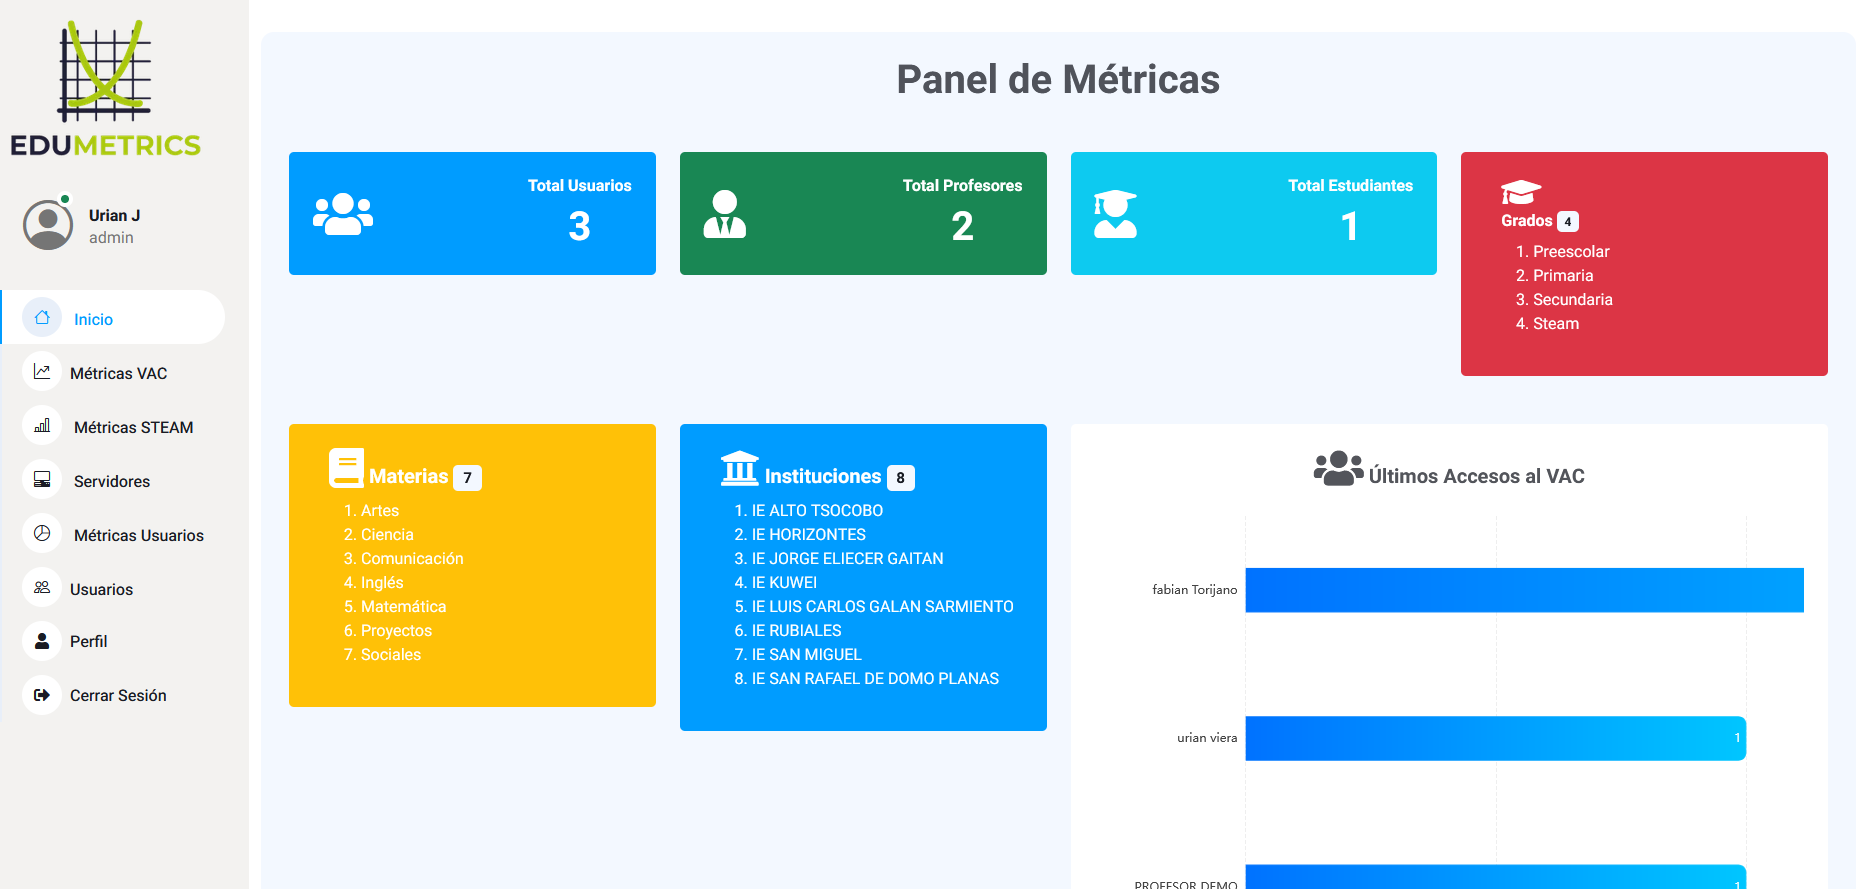 EDUMETRICS
Urian J
admin
Inicio
Métricas VAC
Métricas STEAM
Servidores
Métricas Usuarios
Usuarios
Perfil
Cerrar Sesión
Panel de Métricas
Total Usuarios
3
Total Profesores
2
Total Estudiantes
1
Grados 4
1. Preescolar
2. Primaria
3. Secundaria
4. Steam
Materias 7
1. Artes
2. Ciencia
3. Comunicación
4. Inglés
5. Matemática
6. Proyectos
7. Sociales
Instituciones 8
1. IE ALTO TSOCOBO
2. IE HORIZONTES
3. IE JORGE ELIECER GAITAN
4. IE KUWEI
5. IE LUIS CARLOS GALAN SARMIENTO
6. IE RUBIALES
7. IE SAN MIGUEL
8. IE SAN RAFAEL DE DOMO PLANAS
Últimos Accesos al VAC
fabian Torijano
urian viera 1
PROFESOR DEMO 1